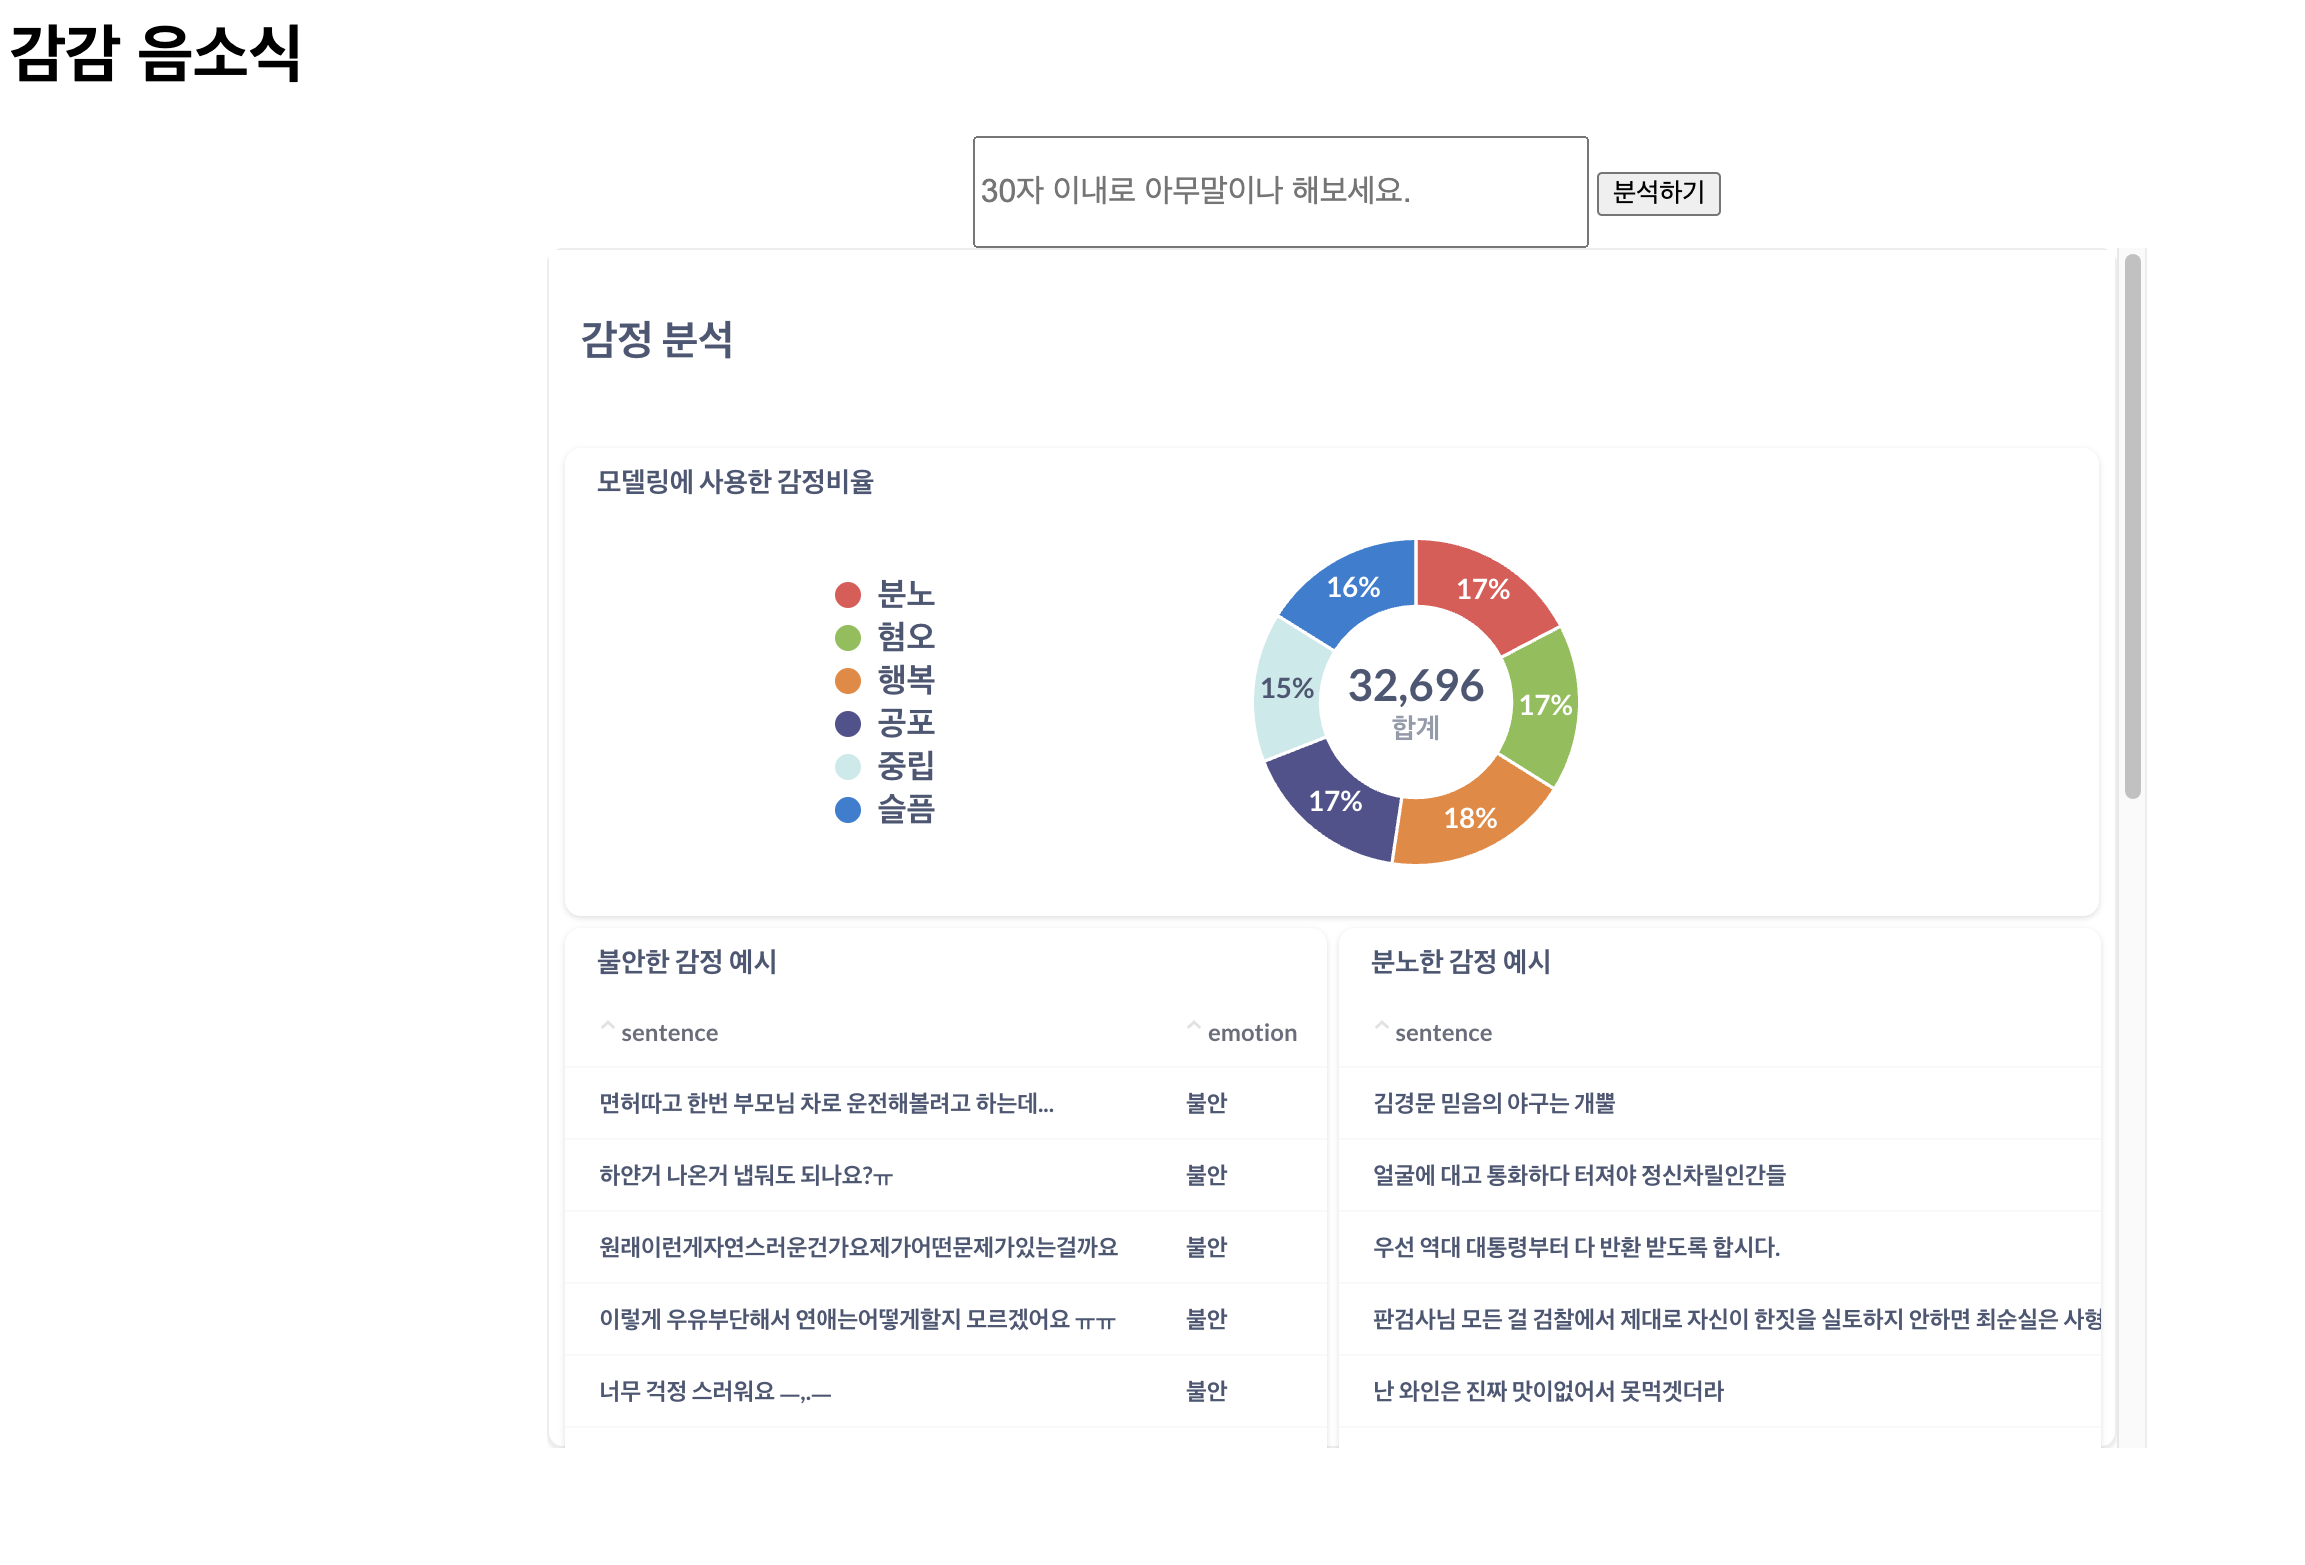 감감 음소식
30자 이내로 아무말이나 해보세요.
분석하기
감정 분석
모델링에 사용한 감정비율
분노
혐오
행복
공포
중립
슬픔
16%
17%
15%
17%
17%
18%
32,696
합계
불안한 감정 예시
sentence emotion
면허따고 한번 부모님 차로 운전해볼려고 하는데... 불안
하얀거 나온거 냅둬도 되나요?ㅠ 불안
원래이런게자연스러운건가요제가어떤문제가있는걸까요 불안
이렇게 우유부단해서 연애는어떻게할지 모르겠어요 ㅠㅠ 불안
너무 걱정 스러워요 ㅡ,.ㅡ 불안
분노한 감정 예시
sentence
김경문 믿음의 야구는 개뿔
얼굴에 대고 통화하다 터져야 정신차릴인간들
우선 역대 대통령부터 다 반환 받도록 합시다.
판검사님 모든 걸 검찰에서 제대로 자신이 한짓을 실토하지 안하면 최순실은 사형
난 와인은 진짜 맛이없어서 못먹겟더라